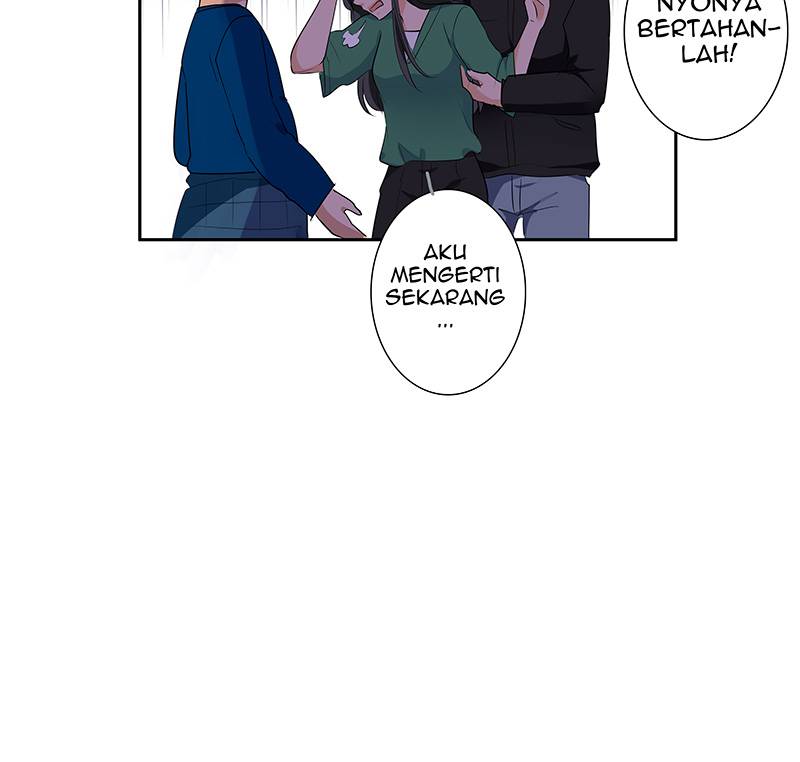 NYONYA
BERTAHAN-
LAH!
AKU
MENGERTI
SEKARANG
...